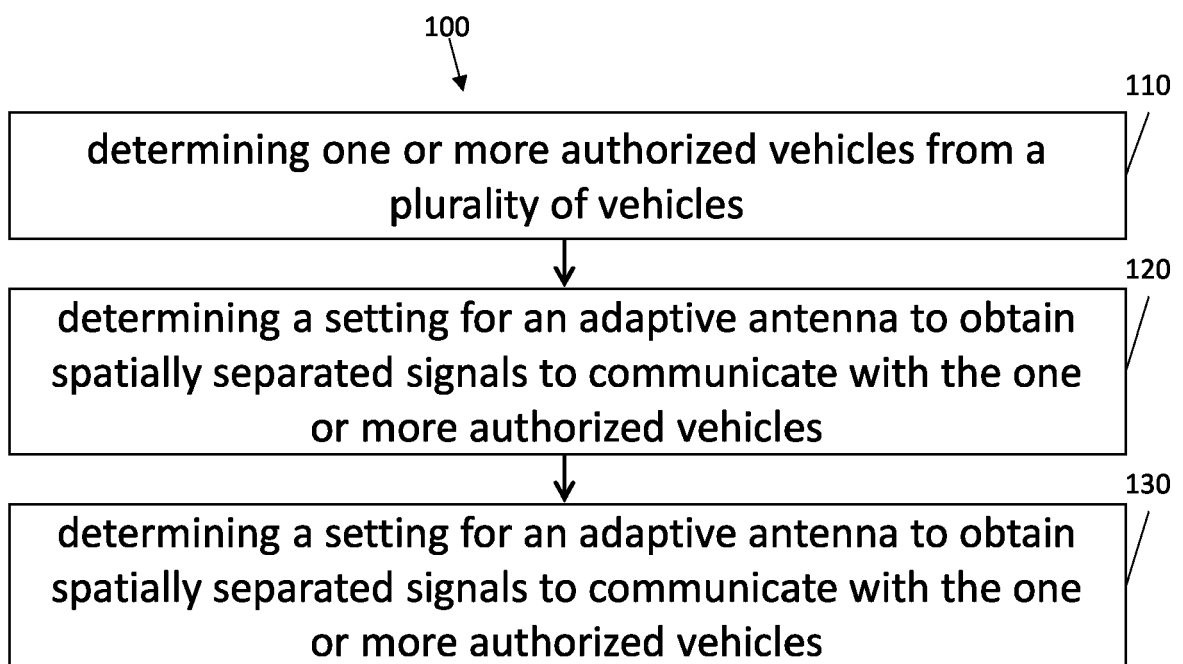 100
110
determining one or more authorized vehicles from a
plurality of vehicles
120
determining a setting for an adaptive antenna to obtain
spatially separated signals to communicate with the one
or more authorized vehicles
130
determining a setting for an adaptive antenna to obtain
spatially separated signals to communicate with the one
or more authorized vehicles